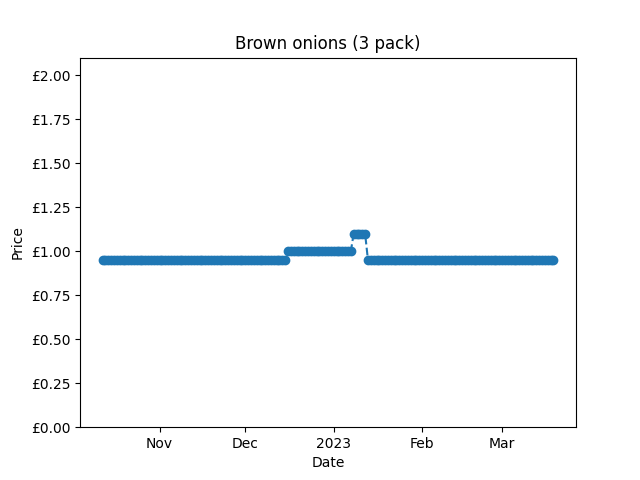 Brown onions (3 pack)
£2.00
£1.75
£1.50
£1.25
£1.00
£0.75
£0.50
£0.25
£0.00
Price
Nov Dec 2023 Feb Mar
Date